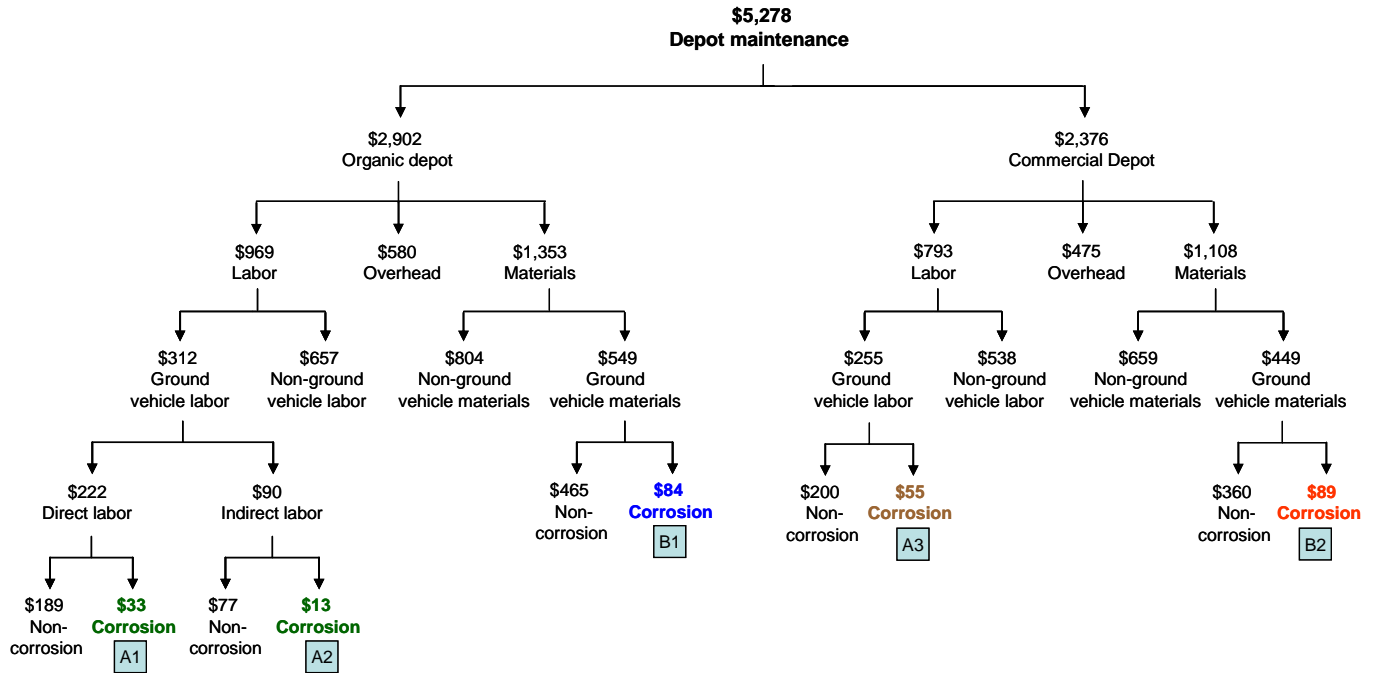 $5,278
Depot maintenance
$2,902
Organic depot
$2,376
Commercial Depot
$969
Labor
$580
Overhead
$1,353
Materials
$793
Labor
$475
Overhead
$1,108
Materials
$312
Ground
vehicle labor
$657
Non-ground
vehicle labor
$804
Non-ground
vehicle materials
$549
Ground
vehicle materials
$255
Ground
vehicle labor
$538
Non-ground
vehicle labor
$659
Non-ground
vehicle materials
$449
Ground
vehicle materials
$222
Direct labor
$90
Indirect labor
$465
Non-
corrosion
$84
Corrosion
B1
$200
Non-
corrosion
$55
Corrosion
A3
$360
Non-
corrosion
$89
Corrosion
B2
$189
Non-
corrosion
$33
Corrosion
A1
$77
Non-
corrosion
$13
Corrosion
A2